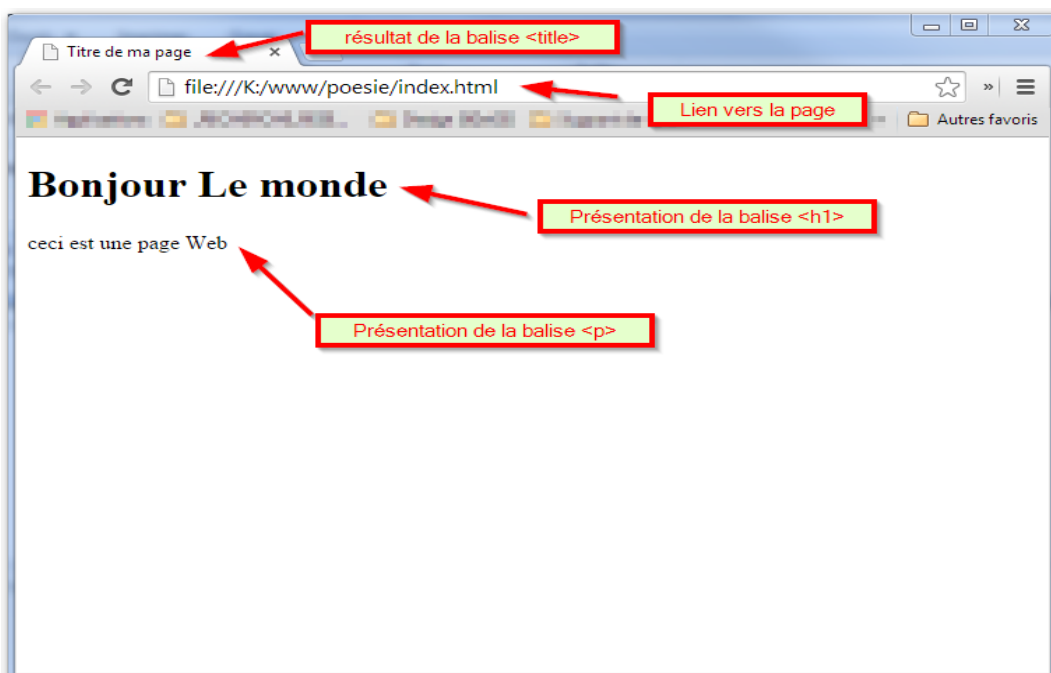 Titre de ma page
résultat de la balise <title>
file:///K:/www/poesie/index.html
Lien vers la page
Autres favoris
Bonjour Le monde
Présentation de la balise <h1>
ceci est une page Web
Présentation de la balise <p>